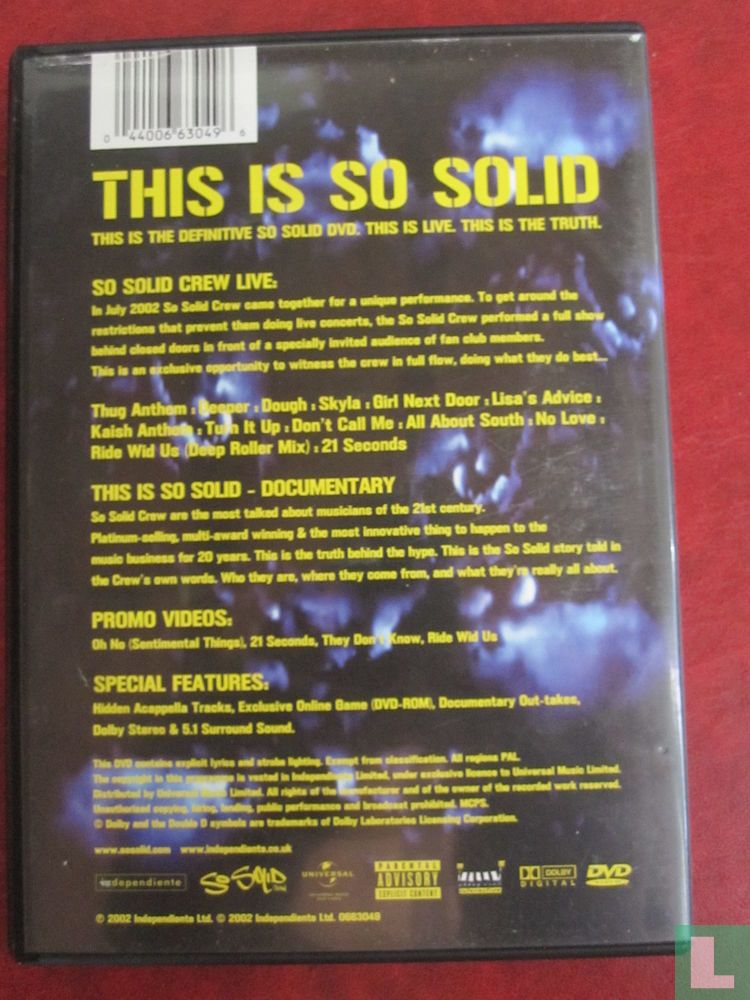 0 44006 63049 6
THIS IS SO SOLID
THIS IS THE DEFINITIVE SO SOLID DVD. THIS IS LIVE. THIS IS THE TRUTH.
SO SOLID CREW LIVE:
In July 2002 So Solid Crew came together for a unique performance. To get around the
restrictions that prevent them doing live concerts, the So Solid Crew performed a full show
behind closed doors in front of a specially invited audience of fan club members.
This is an exclusive opportunity to witness the crew in full flow, doing what they do best...
Thug Anthem : Deeper : Dough : Skyla : Girl Next Door : Lisa's Advice :
Kaish Anthem : Turn It Up : Don't Call Me : All About South : No Love :
Ride Wid Us (Deep Roller Mix) : 21 Seconds
THIS IS SO SOLID - DOCUMENTARY
So Solid Crew are the most talked about musicians of the 21st century.
Platinum-selling, multi-award winning & the most innovative thing to happen to the
music business for 20 years. This is the truth behind the hype. This is the So Solid story told in
the Crew's own words. Who they are, where they come from, and what they're really all about.
PROMO VIDEOS:
Oh No (Sentimental Things), 21 Seconds, They Don't Know, Ride Wid Us
SPECIAL FEATURES:
Hidden Acappella Tracks, Exclusive Online Game (DVD-ROM), Documentary Out-takes,
Dolby Stereo & 5.1 Surround Sound.
This DVD contains explicit lyrics and strobe lighting. Exempt from classification. All regions PAL.
The copyright in this programme is vested in Independiente Limited, under exclusive licence to Universal Music Limited.
Distributed by Universal Music Limited. All rights of the manufacturer and of the owner of the recorded work reserved.
Unauthorized copying, hiring, lending, public performance and broadcast prohibited. MCPS.
© Dolby and the Double D symbols are trademarks of Dolby Laboratories Licensing Corporation.
www.sosolid.com www.independiente.co.uk
independiente So Solid UNIVERSAL PARENTAL ADVISORY EXPLICIT CONTENT DOLBY DIGITAL DVD
℗ 2002 Independiente Ltd. © 2002 Independiente Ltd. 0663049
L